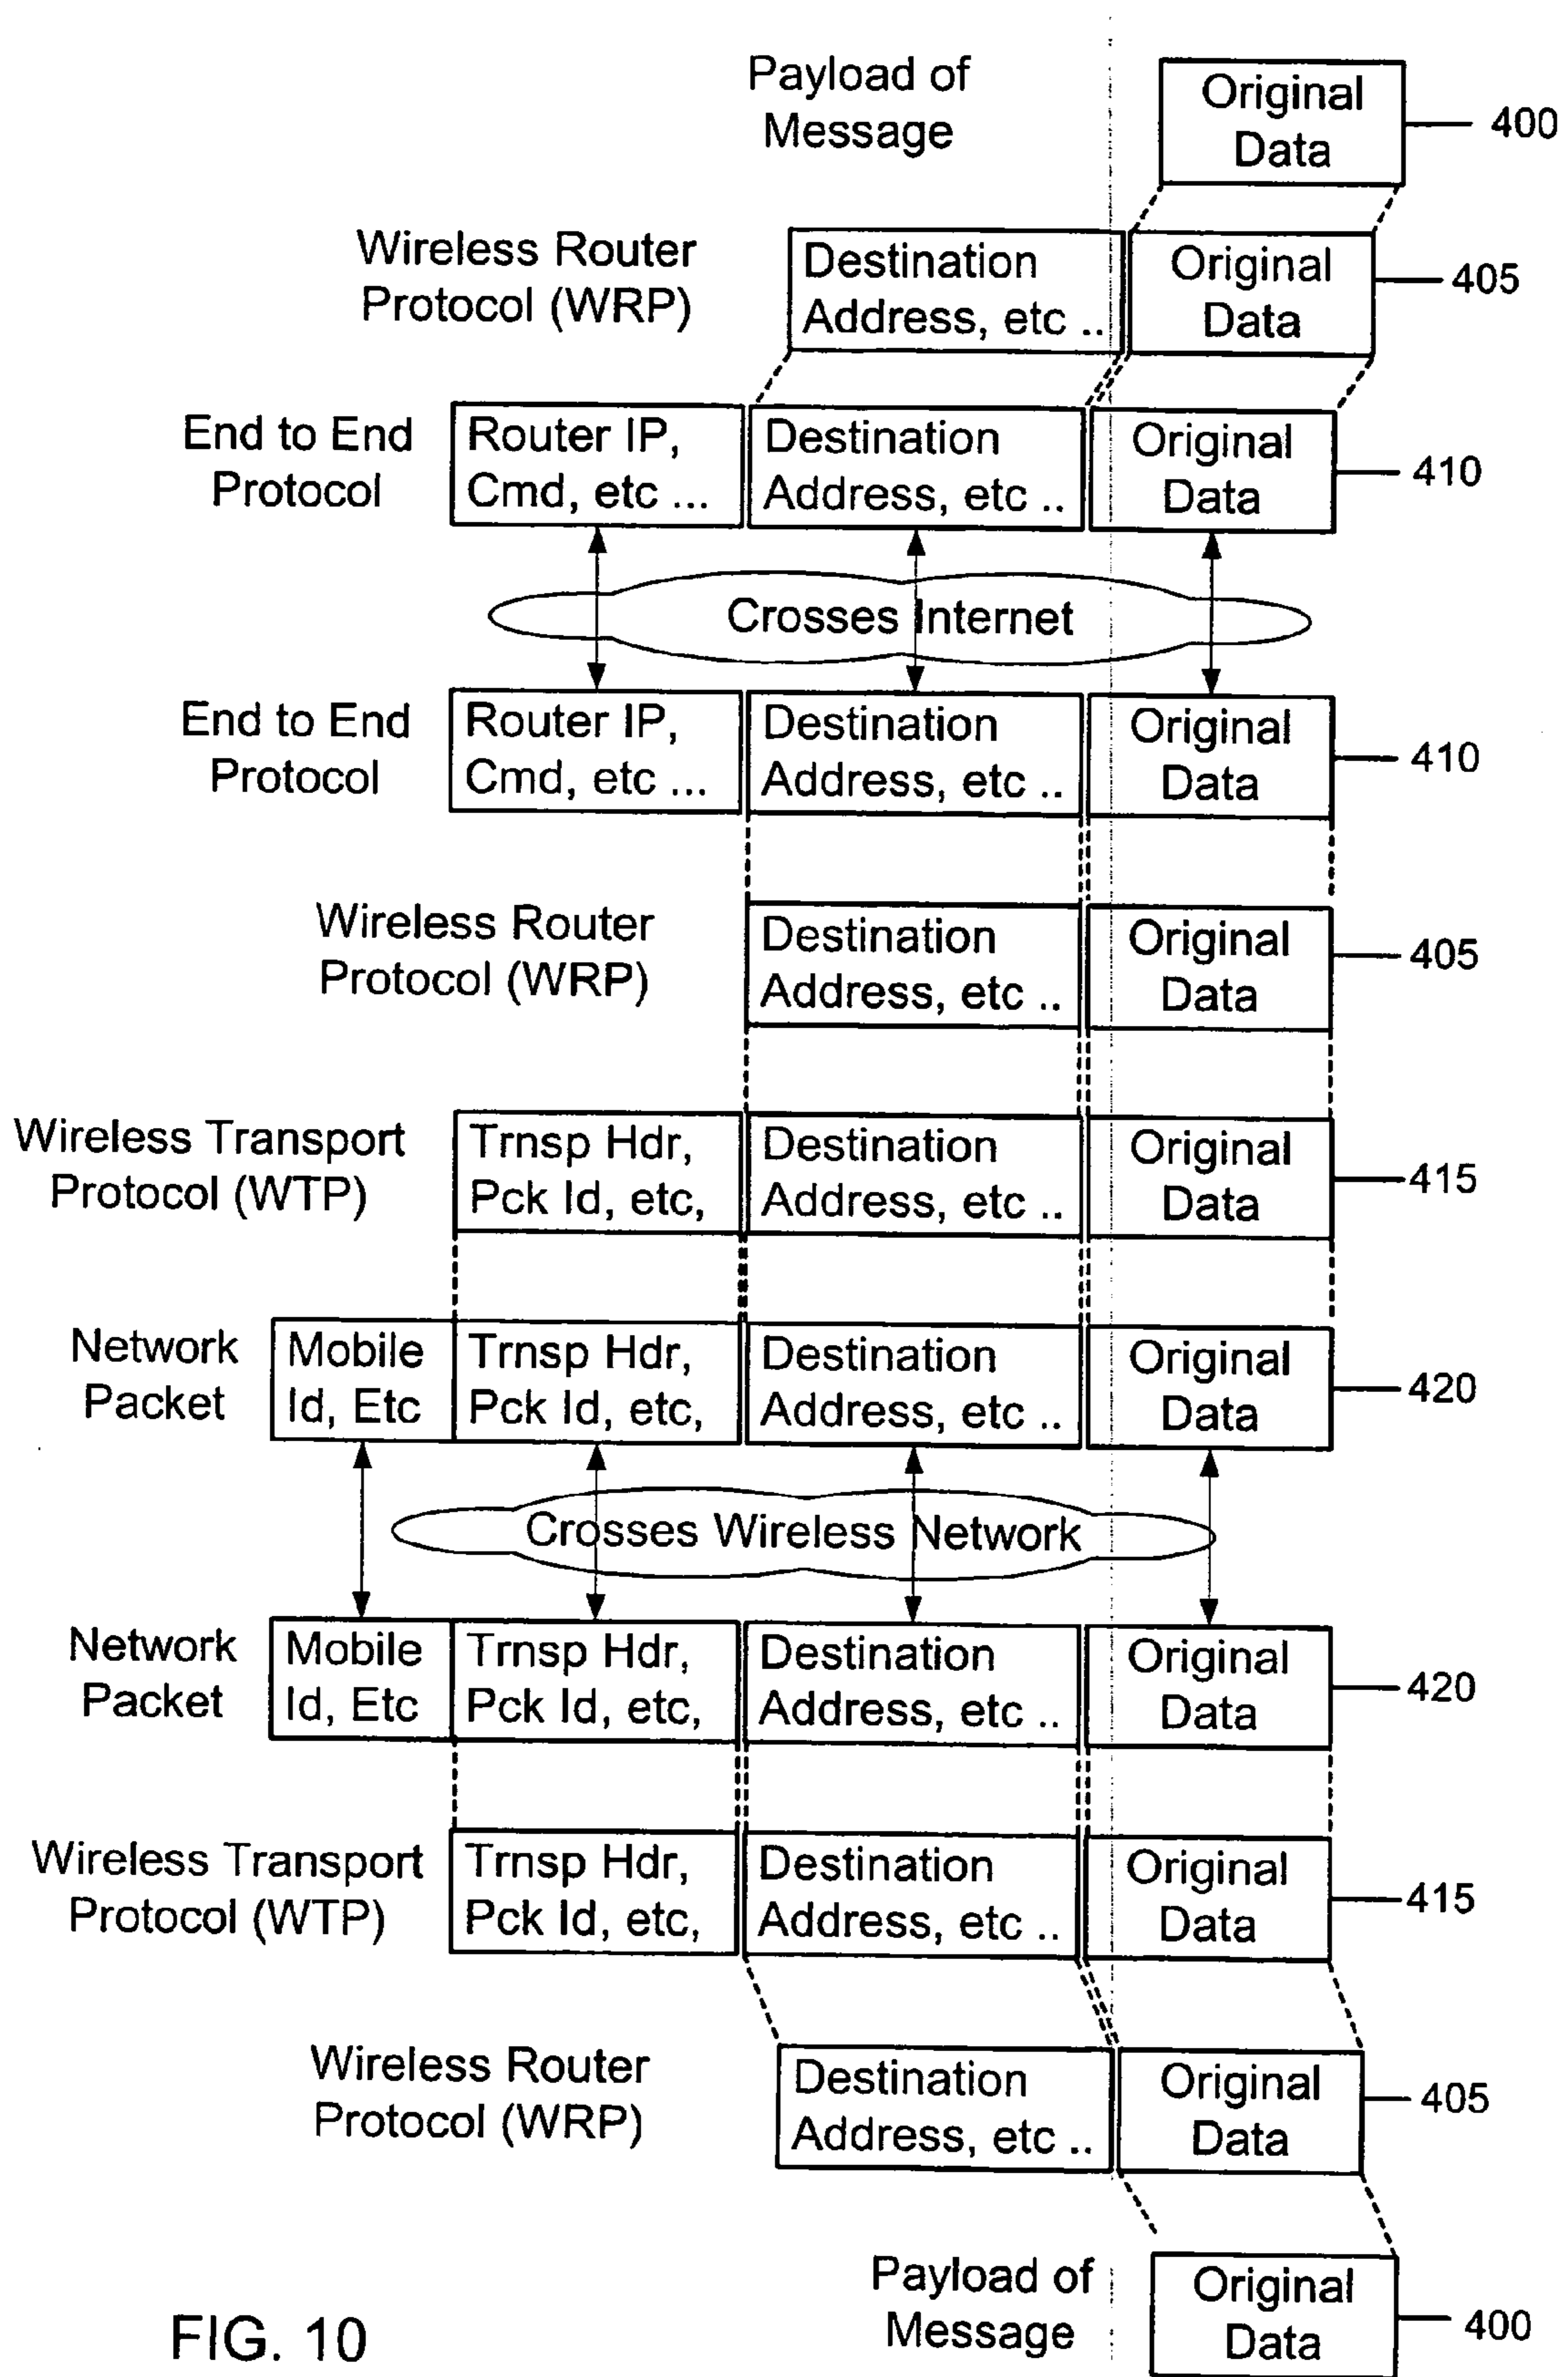 Payload of
Message
Original
Data
400
Wireless Router
Protocol (WRP)
Destination
Address, etc ..
Original
Data
405
End to End
Protocol
Router IP,
Cmd, etc ...
Destination
Address, etc ..
Original
Data
410
Crosses Internet
End to End
Protocol
Router IP,
Cmd, etc ...
Destination
Address, etc ..
Original
Data
410
Wireless Router
Protocol (WRP)
Destination
Address, etc ..
Original
Data
405
Wireless Transport
Protocol (WTP)
Trnsp Hdr,
Pck Id, etc,
Destination
Address, etc ..
Original
Data
415
Network
Packet
Mobile
Id, Etc
Trnsp Hdr,
Pck Id, etc,
Destination
Address, etc ..
Original
Data
420
Crosses Wireless Network
Network
Packet
Mobile
Id, Etc
Trnsp Hdr,
Pck Id, etc,
Destination
Address, etc ..
Original
Data
420
Wireless Transport
Protocol (WTP)
Trnsp Hdr,
Pck Id, etc,
Destination
Address, etc ..
Original
Data
415
Wireless Router
Protocol (WRP)
Destination
Address, etc ..
Original
Data
405
Payload of
Message
Original
Data
400
FIG. 10